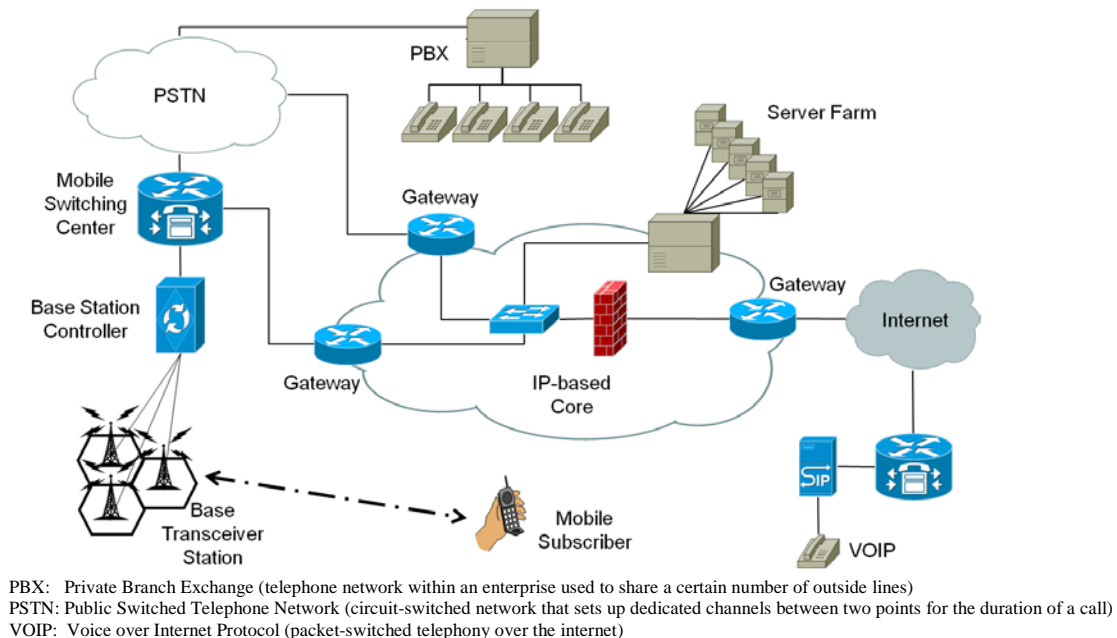 PBX
PSTN
Server Farm
Mobile
Switching
Center
Gateway
Gateway
Base Station
Controller
Internet
Gateway
IP-based
Core
SIP
Base
Transceiver
Station
Mobile
Subscriber
VOIP
PBX: Private Branch Exchange (telephone network within an enterprise used to share a certain number of outside lines)
PSTN: Public Switched Telephone Network (circuit-switched network that sets up dedicated channels between two points for the duration of a call)
VOIP: Voice over Internet Protocol (packet-switched telephony over the internet)